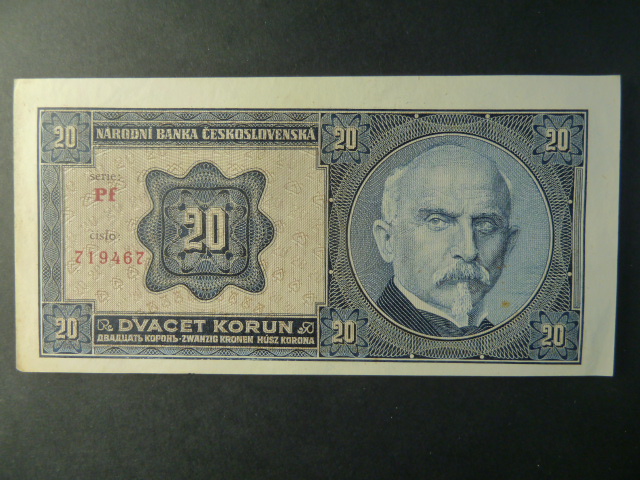 20
NÁRODNÍ BANKA ČESKOSLOVENSKÁ
20
20
serie:
Pf
číslo
719467
20
20
DVACET KORUN
20
20
ДВАДЦАТЬ КОРОНЪ-ZWANZIG KRONEN HÚSZ KORONA